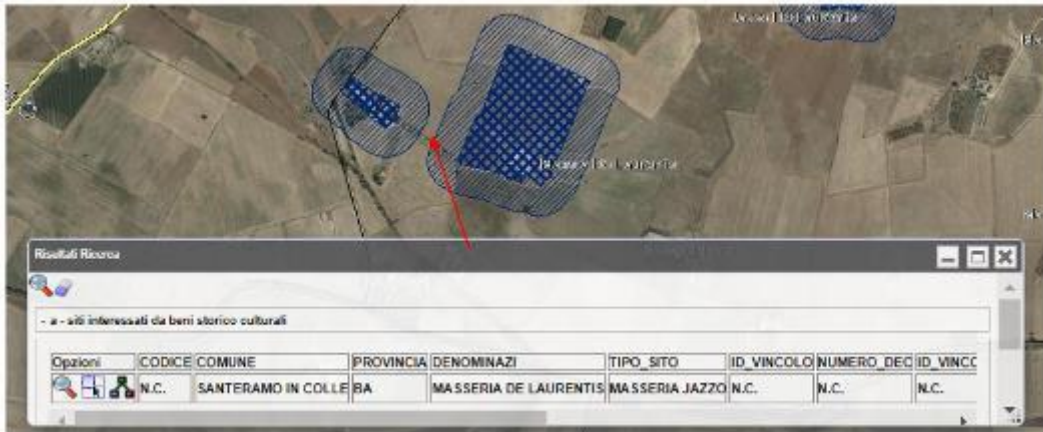 Risultati Ricerca
- a - siti interessati da beni storico culturali
Opzioni CODICE COMUNE PROVINCIA DENOMINAZI TIPO_SITO ID_VINCOLO NUMERO_DEC ID_VINCC
N.C. SANTERAMO IN COLLE BA MASSERIA DE LAURENTIS MASSERIA JAZZO N.C. N.C. N.C.